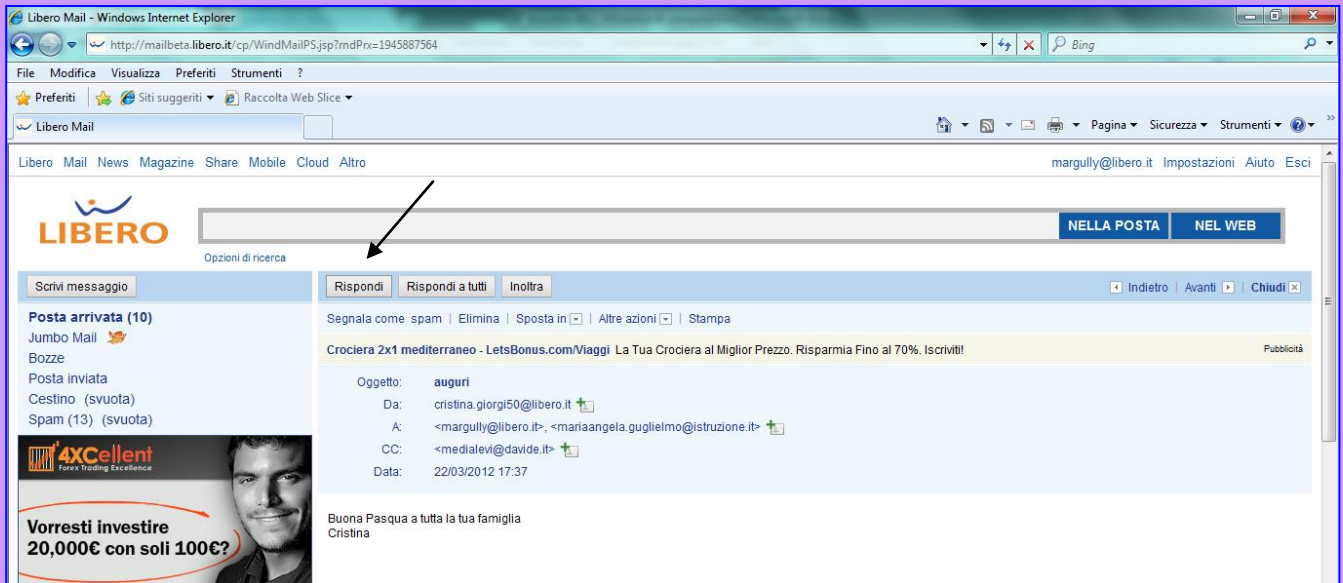 Libero Mail - Windows Internet Explorer
http://mailbeta.libero.it/cp/WindMailPS.jsp?rndPrx=1945887564
Bing
File Modifica Visualizza Preferiti Strumenti ?
Preferiti Siti suggeriti Raccolta Web Slice
Libero Mail Pagina Sicurezza Strumenti
Libero Mail News Magazine Share Mobile Cloud Altro margully@libero.it Impostazioni Aiuto Esci
LIBERO
NELLA POSTA NEL WEB
Opzioni di ricerca
Scrivi messaggio Rispondi Rispondi a tutti Inoltra Indietro | Avanti | Chiudi
Posta arrivata (10)
Jumbo Mail
Bozze
Posta inviata
Cestino (svuota)
Spam (13) (svuota)
Segnala come spam | Elimina | Sposta in | Altre azioni | Stampa
Crociera 2x1 mediterraneo - LetsBonus.com/Viaggi La Tua Crociera al Miglior Prezzo. Risparmia Fino al 70%. Iscriviti! Pubblicità
Oggetto: auguri
Da: cristina.giorgi50@libero.it
A: <margully@libero.it>, <mariaangela.guglielmo@istruzione.it>
CC: <medialevi@davide.it>
Data: 22/03/2012 17:37
Buona Pasqua a tutta la tua famiglia
Cristina
4XCellent
Forex Trading Excellence
Vorresti investire
20,000€ con soli 100€?